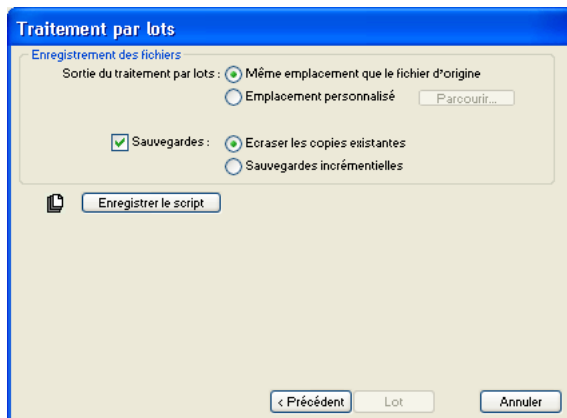 Traitement par lots
Enregistrement des fichiers
Sortie du traitement par lots : Même emplacement que le fichier d'origine
Emplacement personnalisé Parcourir...
Sauvegardes : Ecraser les copies existantes
Sauvegardes incrémentielles
Enregistrer le script
< Précédent Lot Annuler